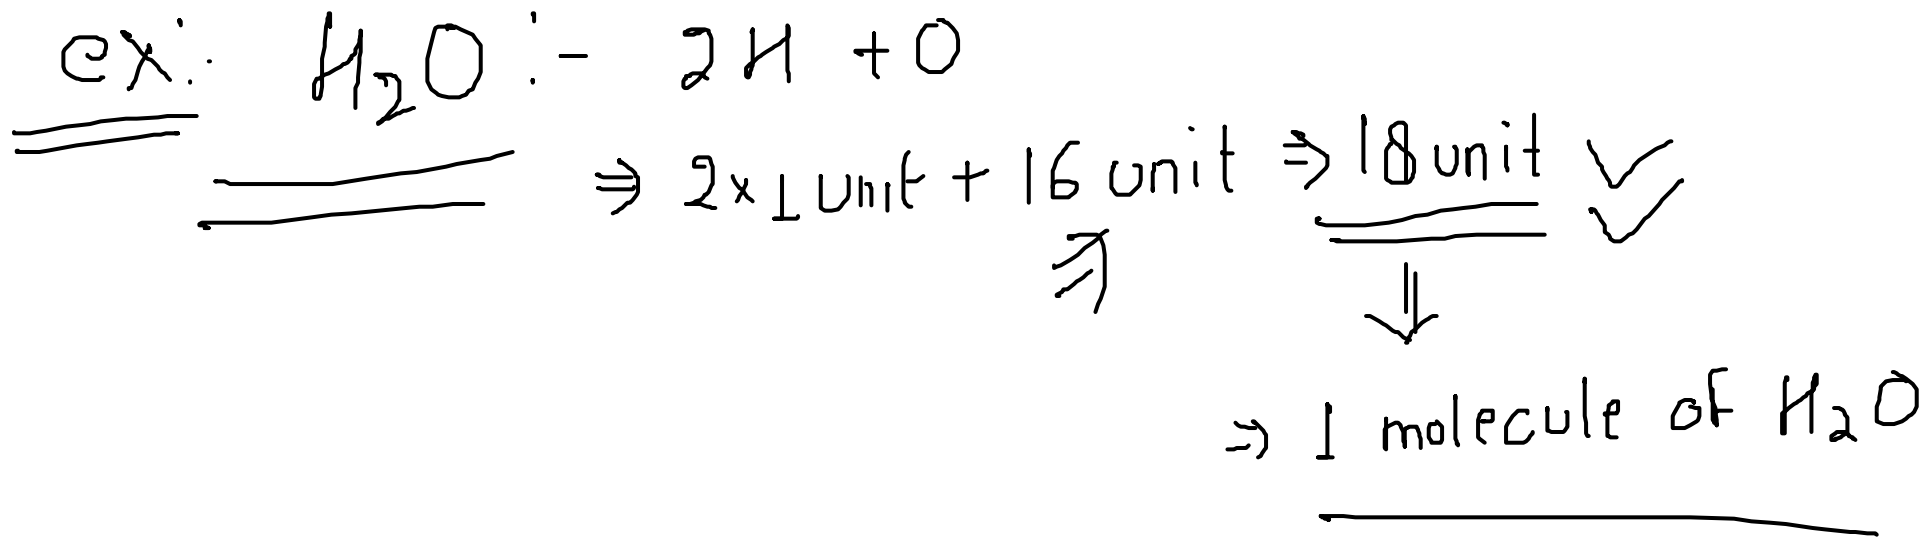 ex:- H₂O :- 2H + O
⇒ 2 x 1 unit + 16 unit ⇒ 18 unit
⇒ 1 molecule of H₂O